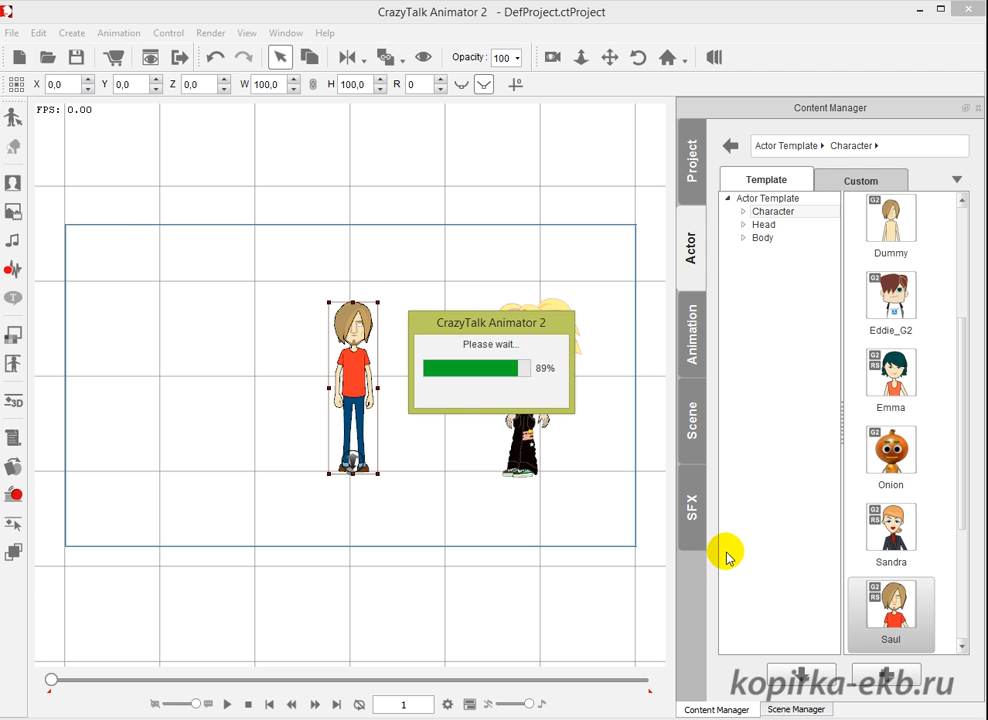 CrazyTalk Animator 2 - DefProject.ctProject
File Edit Create Animation Control Render View Window Help
Opacity: 100
X 0,0 Y 0,0 Z 0,0 W 100,0 H 100,0 R 0
FPS: 0.00
CrazyTalk Animator 2
Please wait...
89%
1
Content Manager
Project
Actor
Animation
Scene
SFX
Actor Template Character
Template Custom
Actor Template
Character
Head
Body
G2
Dummy
G2
Eddie_G2
G2
RS
Emma
Onion
G2
RS
Sandra
G2
RS
Saul
kopirka-ekb.ru
Content Manager Scene Manager